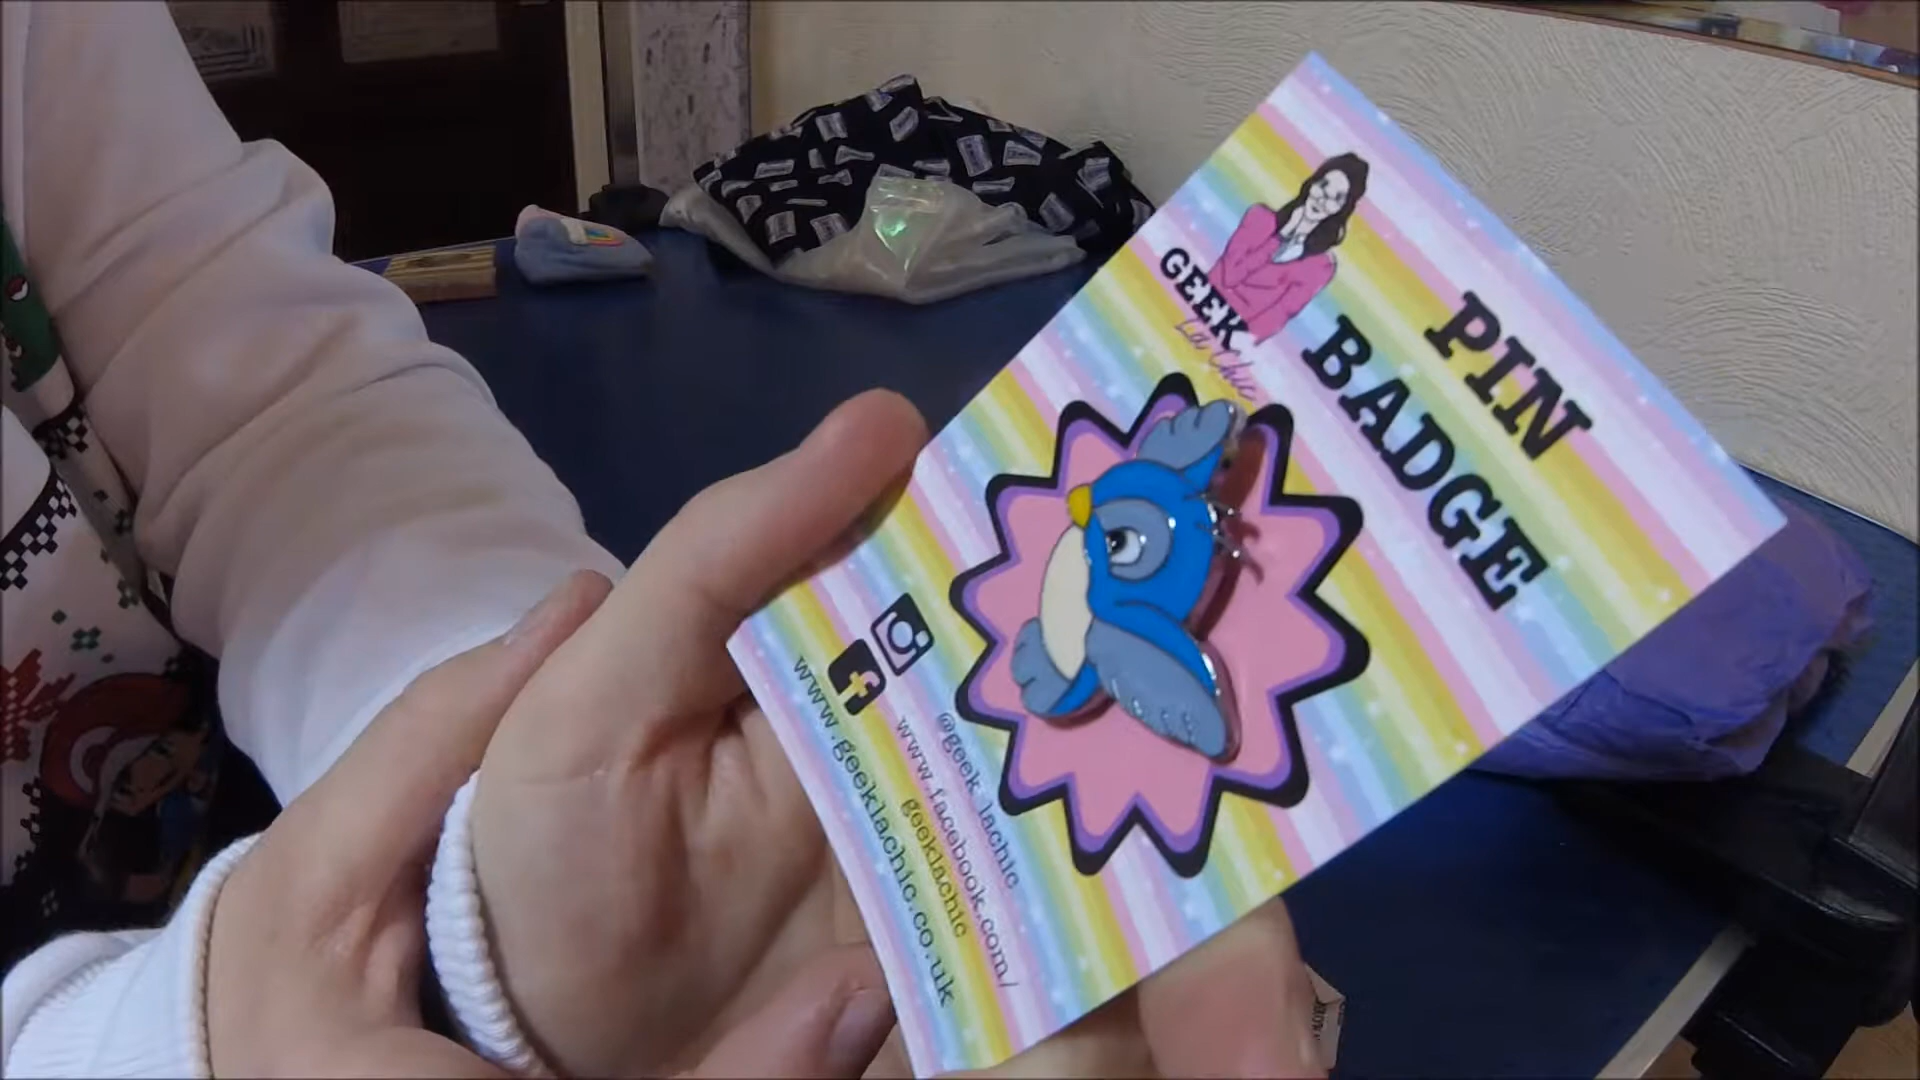 GEEK
La Chic
PIN
BADGE
@geek_lachic
www.facebook.com/
geeklachic
www.geeklachic.co.uk